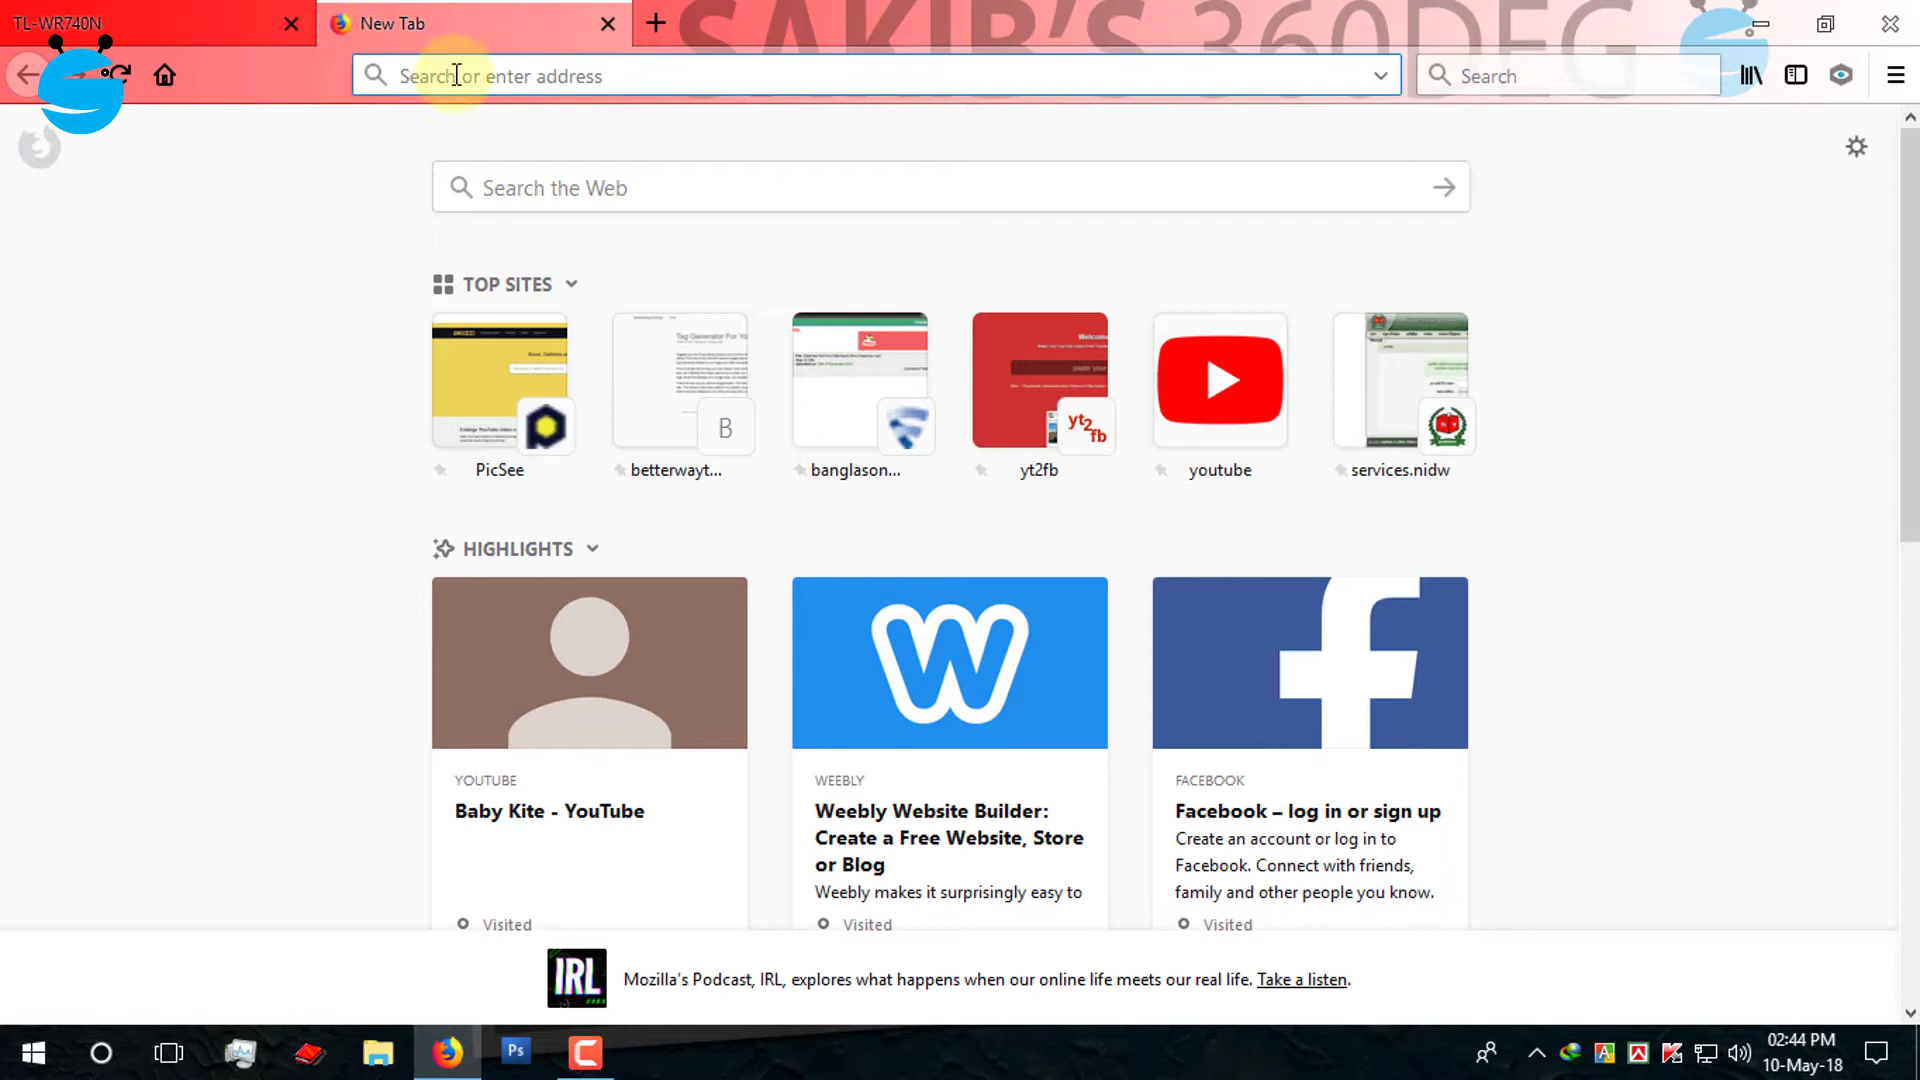 TL-WR740N
New Tab
SAKIB'S 360DEG
Search or enter address
Search
Search the Web
TOP SITES
B
yt2fb
PicSee
betterwayt...
banglason...
yt2fb
youtube
services.nidw
HIGHLIGHTS
YOUTUBE
Baby Kite - YouTube
Visited
WEEBLY
Weebly Website Builder:
Create a Free Website, Store
or Blog
Weebly makes it surprisingly easy to
Visited
FACEBOOK
Facebook – log in or sign up
Create an account or log in to
Facebook. Connect with friends,
family and other people you know.
Visited
IRL
Mozilla's Podcast, IRL, explores what happens when our online life meets our real life. Take a listen.
Ps
02:44 PM
10-May-18